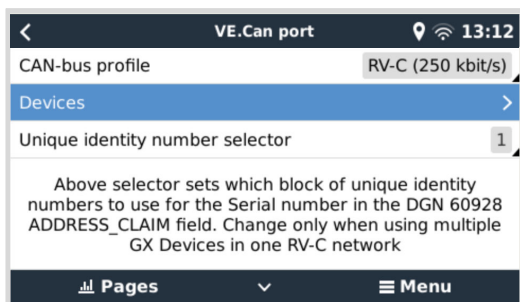 VE.Can port
13:12
CAN-bus profile
RV-C (250 kbit/s)
Devices
Unique identity number selector
1
Above selector sets which block of unique identity
numbers to use for the Serial number in the DGN 60928
ADDRESS_CLAIM field. Change only when using multiple
GX Devices in one RV-C network
Pages
Menu